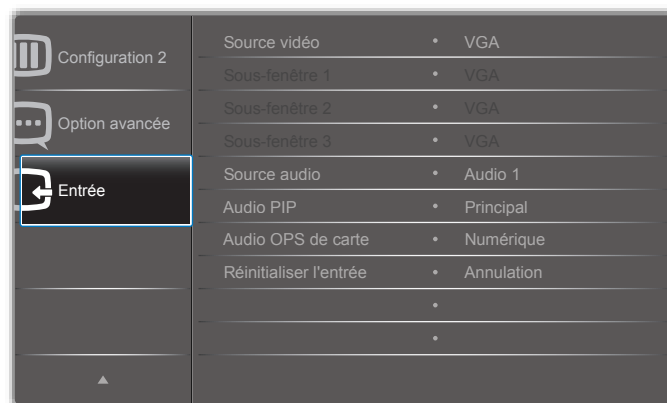 Configuration 2
Option avancée
Entrée
Source vidéo • VGA
Sous-fenêtre 1 • VGA
Sous-fenêtre 2 • VGA
Sous-fenêtre 3 • VGA
Source audio • Audio 1
Audio PIP • Principal
Audio OPS de carte • Numérique
Réinitialiser l'entrée • Annulation
•
•